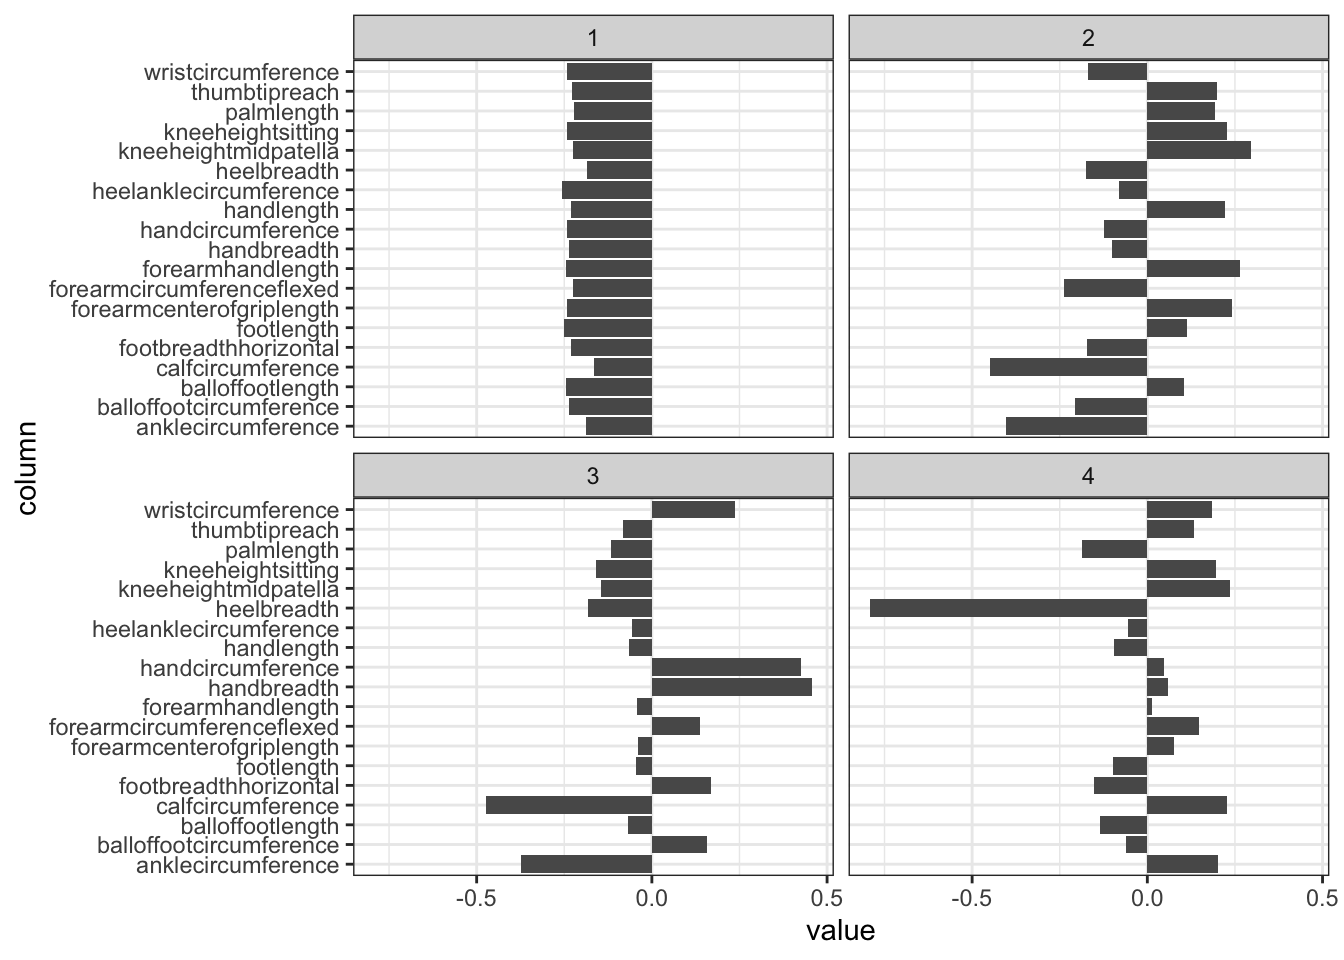 1
2
wristcircumference
thumbtipreach
palmlength
kneeheightsitting
kneeheightmidpatella
heelbreadth
heelanklecircumference
handlength
handcircumference
handbreadth
forearmhandlength
forearmcircumferenceflexed
forearmcenterofgriplength
footlength
footbreadthhorizontal
calfcircumference
balloffootlength
balloffootcircumference
anklecircumference
column
3
4
wristcircumference
thumbtipreach
palmlength
kneeheightsitting
kneeheightmidpatella
heelbreadth
heelanklecircumference
handlength
handcircumference
handbreadth
forearmhandlength
forearmcircumferenceflexed
forearmcenterofgriplength
footlength
footbreadthhorizontal
calfcircumference
balloffootlength
balloffootcircumference
anklecircumference
-0.5 0.0 0.5 -0.5 0.0 0.5
value